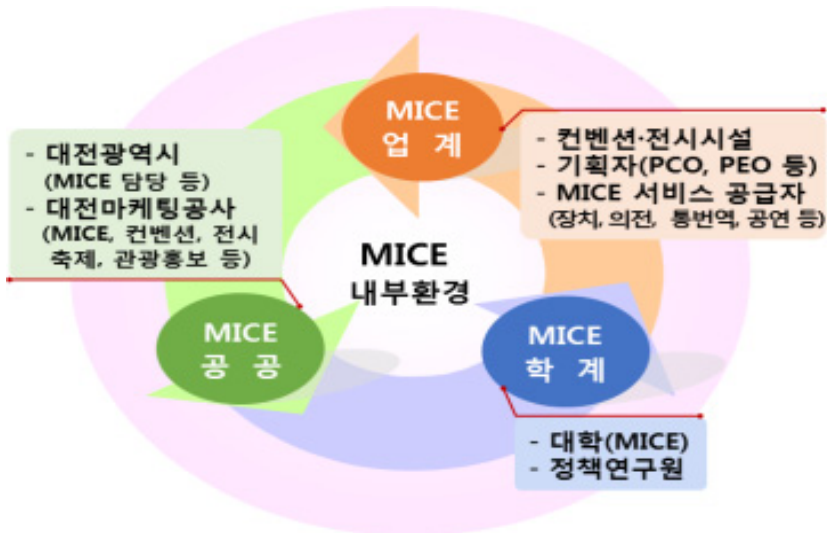 MICE
업 계
- 컨벤션·전시시설
- 기획자(PCO, PEO 등)
- MICE 서비스 공급자
(장치, 의전, 통번역, 공연 등)
- 대전광역시
(MICE 담당 등)
- 대전마케팅공사
(MICE, 컨벤션, 전시
축제, 관광홍보 등)
MICE
내부환경
MICE
공 공
MICE
학 계
- 대학(MICE)
- 정책연구원